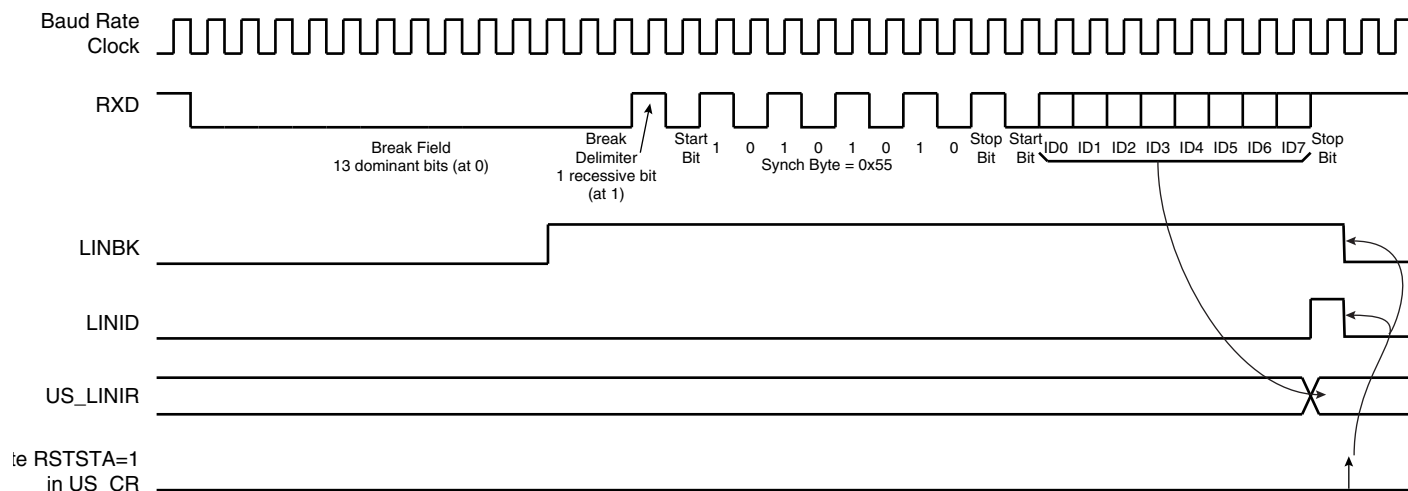 Baud Rate
Clock
RXD
Break Field
13 dominant bits (at 0)
Break
Delimiter
1 recessive bit
(at 1)
Start
Bit
1 0 1 0 1 0 1 0
Synch Byte = 0x55
Stop
Bit
Start
Bit
ID0 ID1 ID2 ID3 ID4 ID5 ID6 ID7
Stop
Bit
LINBK
LINID
US_LINIR
te RSTSTA=1
in US_CR